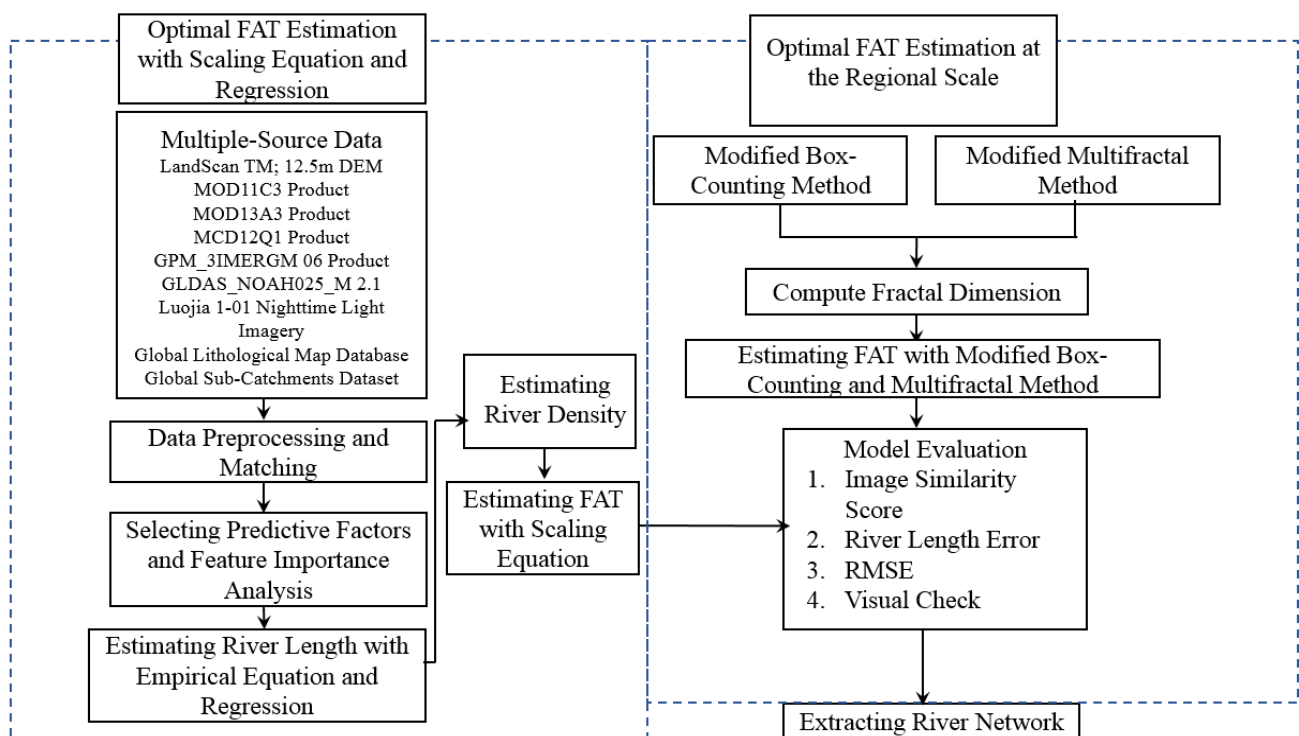 Optimal FAT Estimation
with Scaling Equation and
Regression
Multiple-Source Data
LandScan TM; 12.5m DEM
MOD11C3 Product
MOD13A3 Product
MCD12Q1 Product
GPM_3IMERGM 06 Product
GLDAS_NOAH025_M 2.1
Luojia 1-01 Nighttime Light
Imagery
Global Lithological Map Database
Global Sub-Catchments Dataset
Data Preprocessing and
Matching
Selecting Predictive Factors
and Feature Importance
Analysis
Estimating River Length with
Empirical Equation and
Regression
Estimating
River Density
Estimating FAT
with Scaling
Equation
Optimal FAT Estimation at
the Regional Scale
Modified Box-
Counting Method
Modified Multifractal
Method
Compute Fractal Dimension
Estimating FAT with Modified Box-
Counting and Multifractal Method
Model Evaluation
1. Image Similarity
Score
2. River Length Error
3. RMSE
4. Visual Check
Extracting River Network